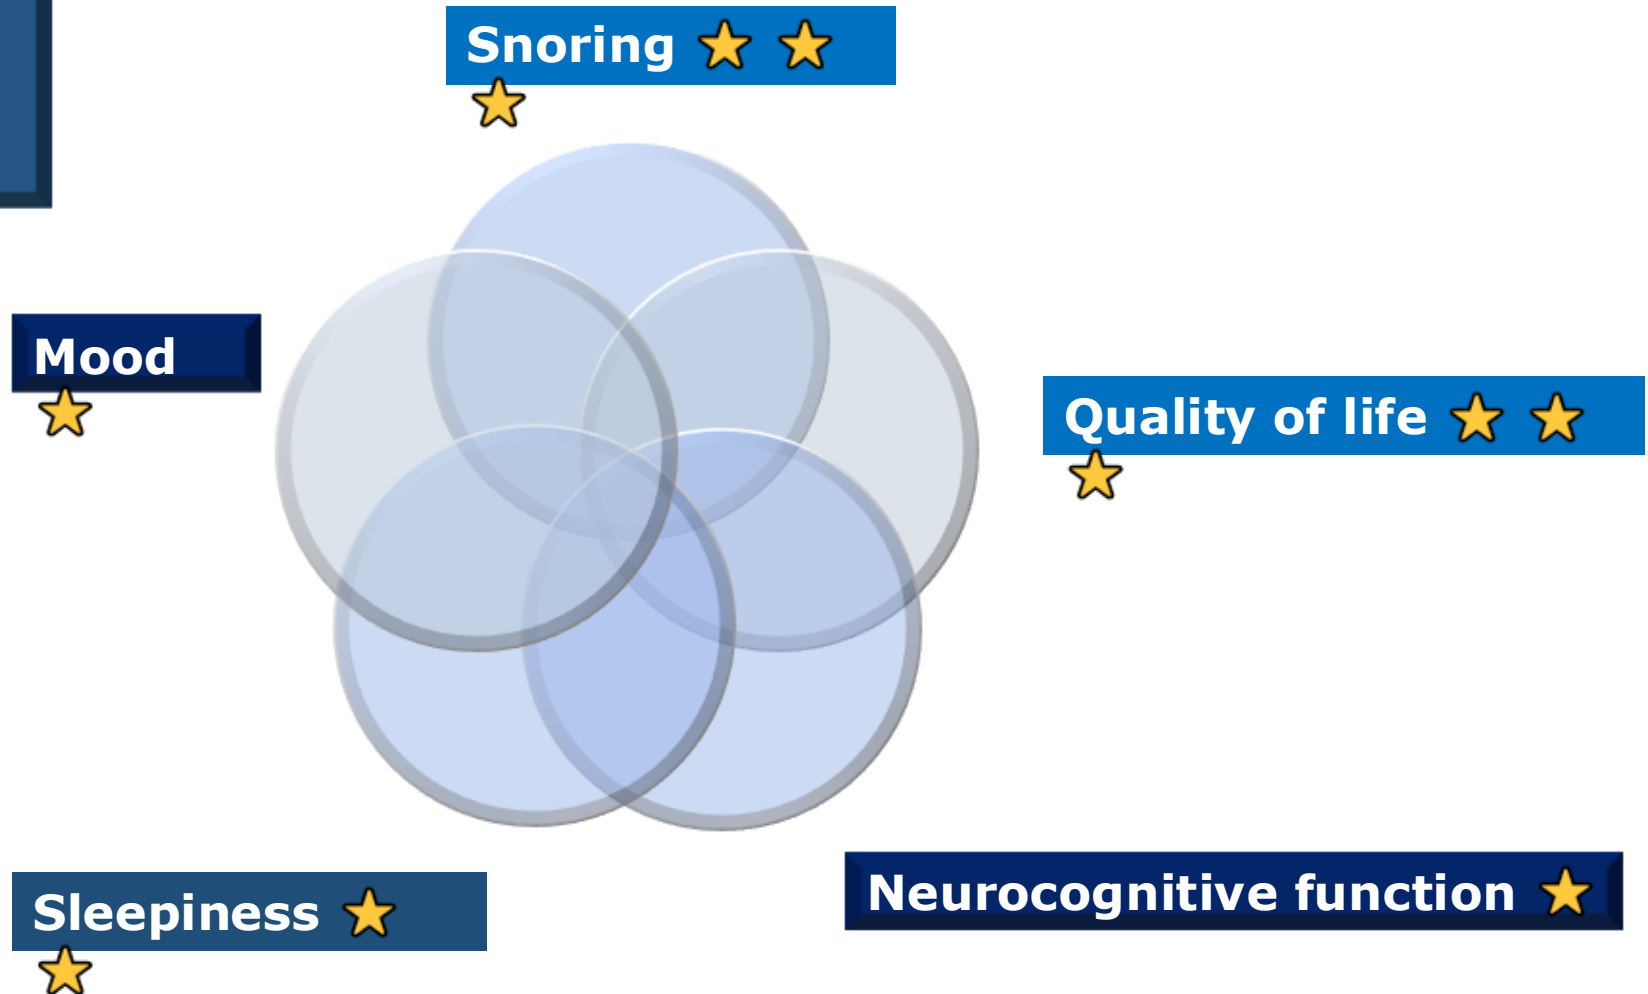 Snoring ⭐ ⭐
⭐
Mood
⭐
Quality of life ⭐ ⭐
⭐
Sleepiness ⭐
⭐
Neurocognitive function ⭐